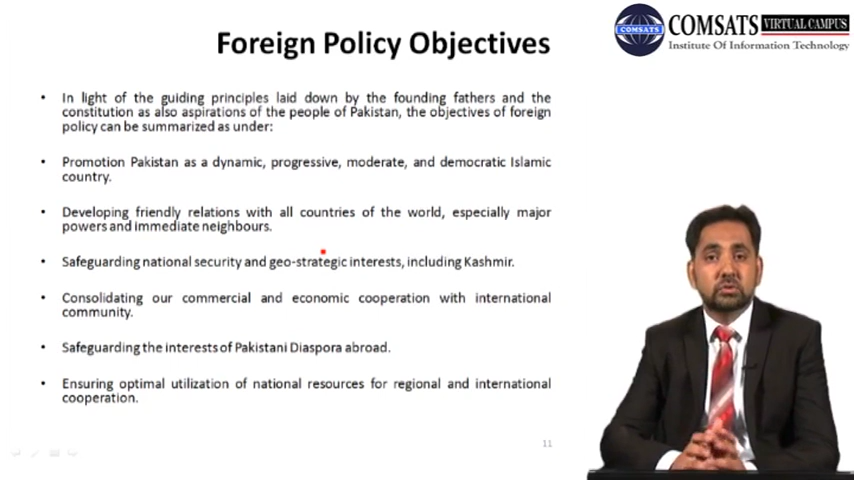 Foreign Policy Objectives
COMSATS
COMSATS VIRTUAL CAMPUS
Institute Of Information Technology
• In light of the guiding principles laid down by the founding fathers and the
constitution as also aspirations of the people of Pakistan, the objectives of foreign
policy can be summarized as under:
• Promotion Pakistan as a dynamic, progressive, moderate, and democratic Islamic
country.
• Developing friendly relations with all countries of the world, especially major
powers and immediate neighbours.
• Safeguarding national security and geo-strategic interests, including Kashmir.
• Consolidating our commercial and economic cooperation with international
community.
• Safeguarding the interests of Pakistani Diaspora abroad.
• Ensuring optimal utilization of national resources for regional and international
cooperation.
11